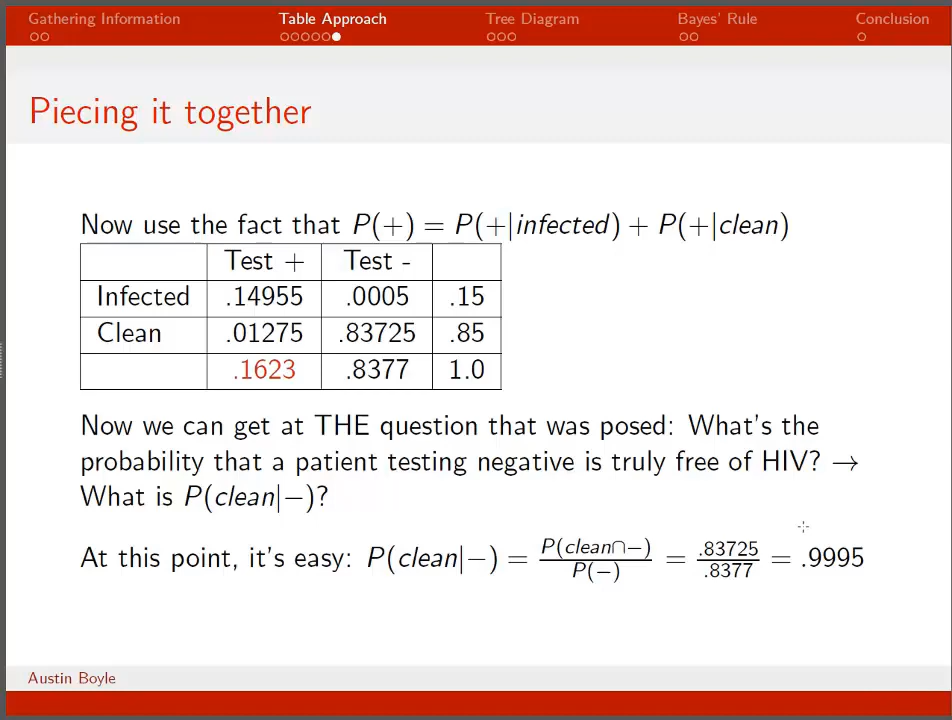 Gathering Information Table Approach Tree Diagram Bayes' Rule Conclusion
Piecing it together
Now use the fact that P(+) = P(+|infected) + P(+|clean)
Test + Test -
Infected .14955 .0005 .15
Clean .01275 .83725 .85
.1623 .8377 1.0
Now we can get at THE question that was posed: What's the
probability that a patient testing negative is truly free of HIV? →
What is P(clean|−)?
At this point, it's easy: P(clean|−) = P(clean∩−)/P(−) = .83725/.8377 = .9995
Austin Boyle